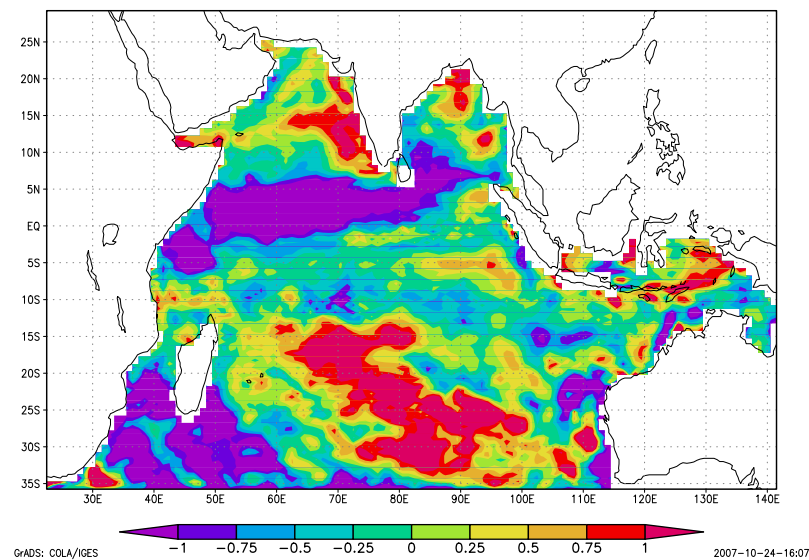 25N
20N
15N
10N
5N
EQ
5S
10S
15S
20S
25S
30S
35S
30E 40E 50E 60E 70E 80E 90E 100E 110E 120E 130E 140E
−1 −0.75 −0.5 −0.25 0 0.25 0.5 0.75 1
GrADS: COLA/IGES 2007−10−24−16:07